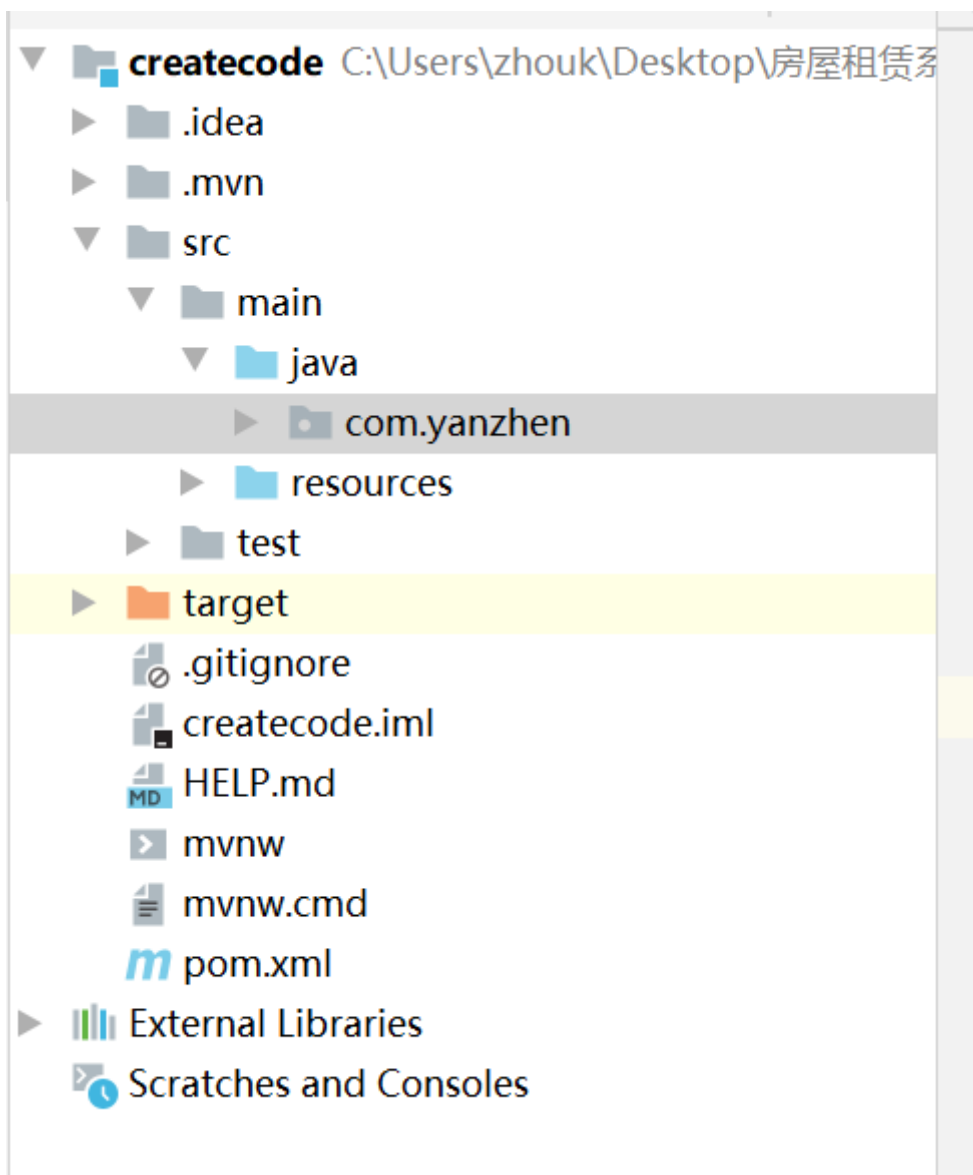 createcode C:\Users\zhouk\Desktop\房屋租赁系
.idea
.mvn
src
main
java
com.yanzhen
resources
test
target
.gitignore
createcode.iml
MD HELP.md
mvnw
mvnw.cmd
m pom.xml
External Libraries
Scratches and Consoles